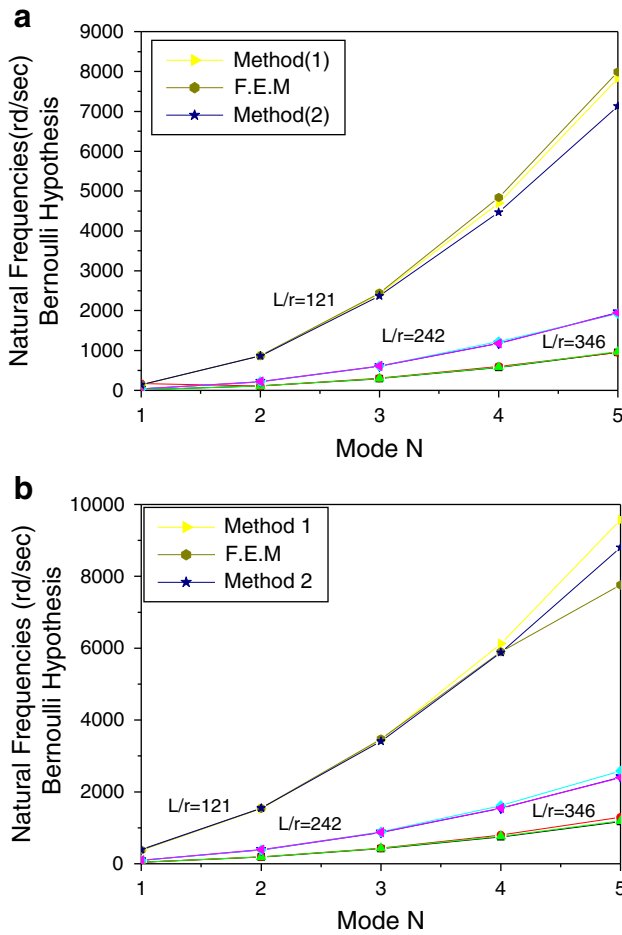 a
9000
8000
7000
6000
5000
4000
3000
2000
1000
0
Natural Frequencies(rd/sec)
Bernoulli Hypothesis
Method(1)
F.E.M
Method(2)
L/r=121
L/r=242
L/r=346
1 2 3 4 5
Mode N
b
10000
8000
6000
4000
2000
0
Natural Frequencies (rd/sec)
Bernoulli Hypothesis
Method 1
F.E.M
Method 2
L/r=121
L/r=242
L/r=346
1 2 3 4 5
Mode N